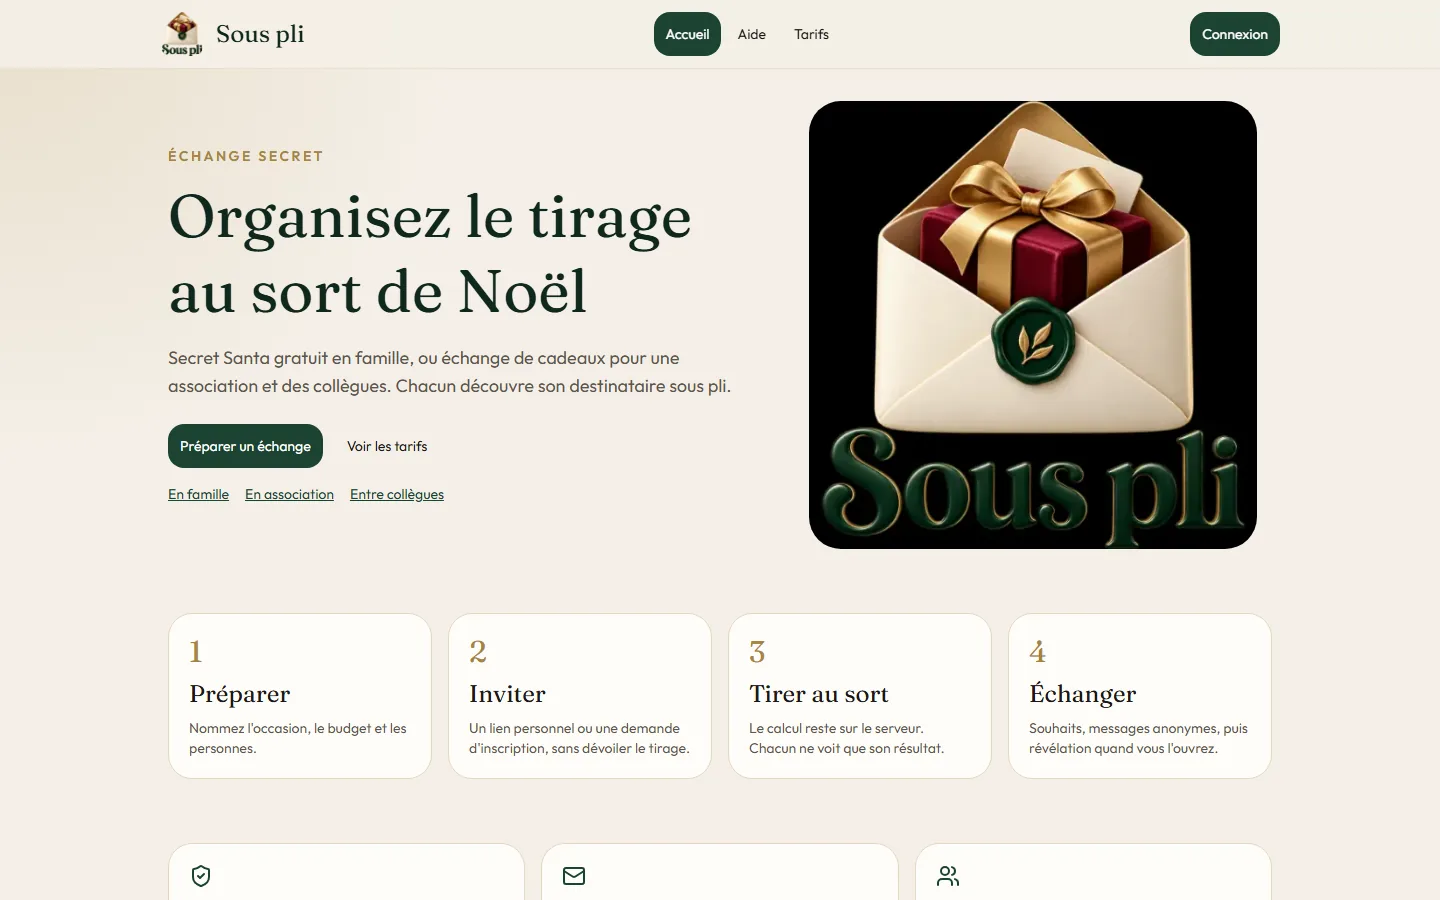 Sous pli
Sous pli
Accueil
Aide
Tarifs
Connexion
ÉCHANGE SECRET
Organisez le tirage
au sort de Noël
Secret Santa gratuit en famille, ou échange de cadeaux pour une
association et des collègues. Chacun découvre son destinataire sous pli.
Préparer un échange
Voir les tarifs
En famille
En association
Entre collègues
Sous pli
1
Préparer
Nommez l'occasion, le budget et les
personnes.
2
Inviter
Un lien personnel ou une demande
d'inscription, sans dévoiler le tirage.
3
Tirer au sort
Le calcul reste sur le serveur.
Chacun ne voit que son résultat.
4
Échanger
Souhaits, messages anonymes, puis
révélation quand vous l'ouvrez.